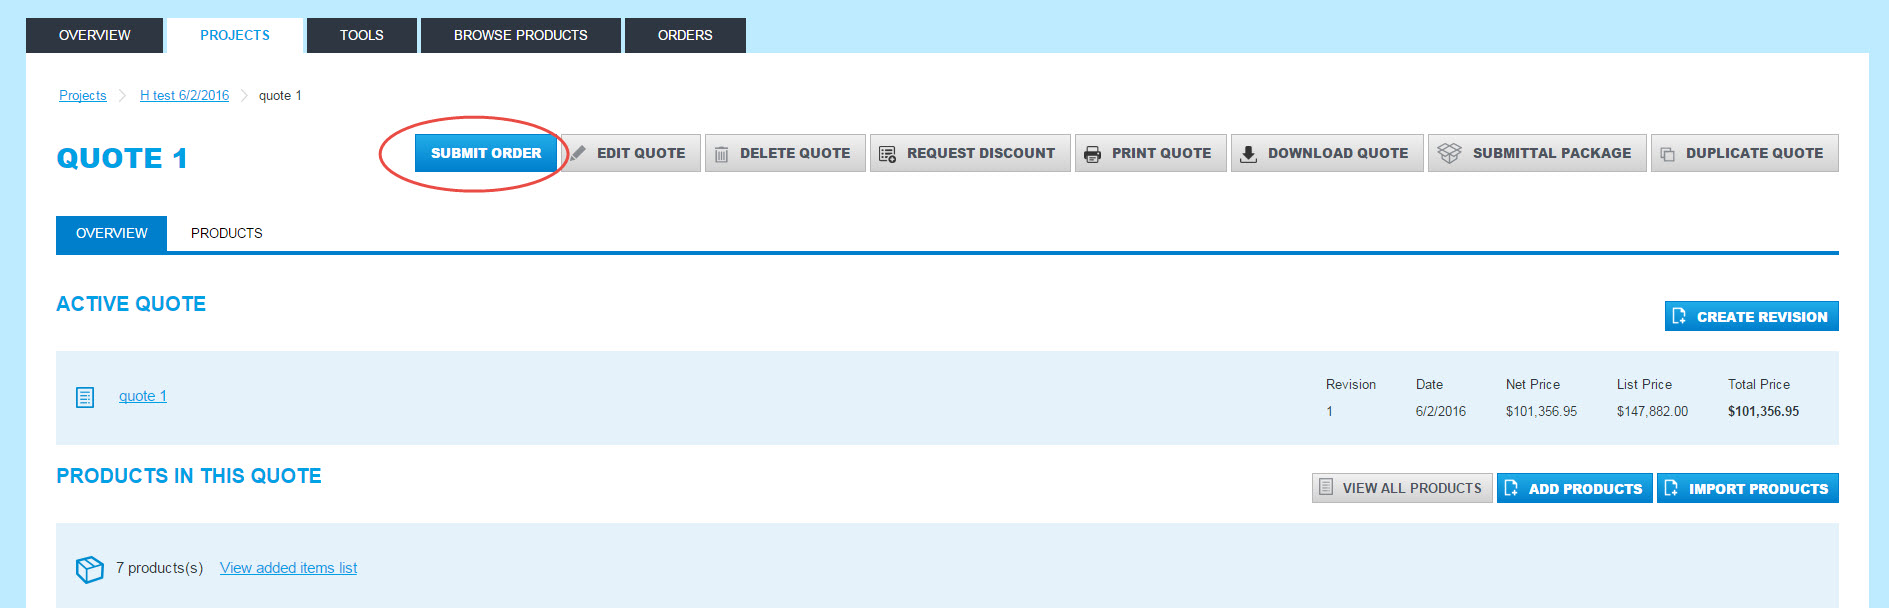 OVERVIEW PROJECTS TOOLS BROWSE PRODUCTS ORDERS
Projects H test 6/2/2016 quote 1
QUOTE 1 SUBMIT ORDER EDIT QUOTE DELETE QUOTE REQUEST DISCOUNT PRINT QUOTE DOWNLOAD QUOTE SUBMITTAL PACKAGE DUPLICATE QUOTE
OVERVIEW PRODUCTS
ACTIVE QUOTE
CREATE REVISION
Revision Date Net Price List Price Total Price
quote 1
1 6/2/2016 $101,356.95 $147,882.00 $101,356.95
PRODUCTS IN THIS QUOTE
VIEW ALL PRODUCTS ADD PRODUCTS IMPORT PRODUCTS
7 products(s) View added items list